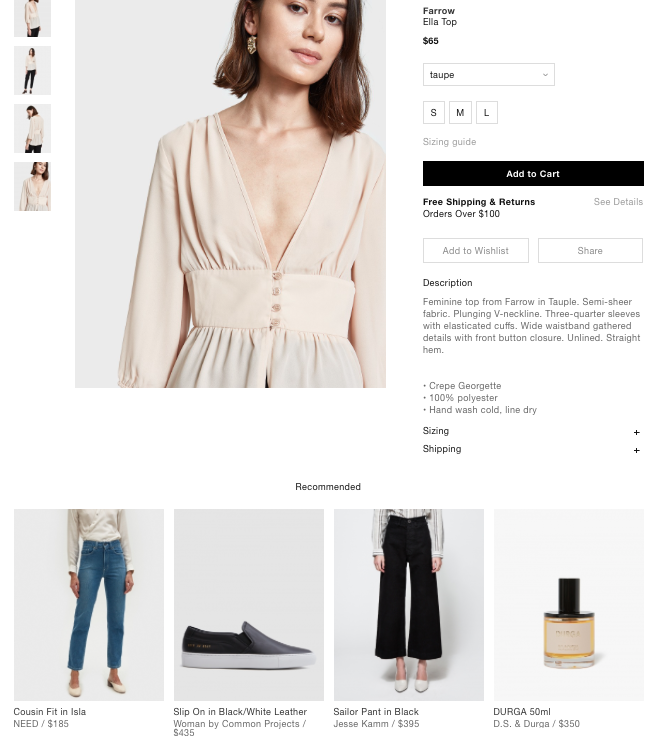 Farrow
Ella Top
$65
taupe
S M L
Sizing guide
Add to Cart
Free Shipping & Returns See Details
Orders Over $100
Add to Wishlist Share
Description
Feminine top from Farrow in Tauple. Semi-sheer
fabric. Plunging V-neckline. Three-quarter sleeves
with elasticated cuffs. Wide waistband gathered
details with front button closure. Unlined. Straight
hem.
• Crepe Georgette
• 100% polyester
• Hand wash cold, line dry
Sizing +
Shipping +
Recommended
DURGA
Cousin Fit in Isla
NEED / $185
Slip On in Black/White Leather
Woman by Common Projects /
$435
Sailor Pant in Black
Jesse Kamm / $395
DURGA 50ml
D.S. & Durga / $350